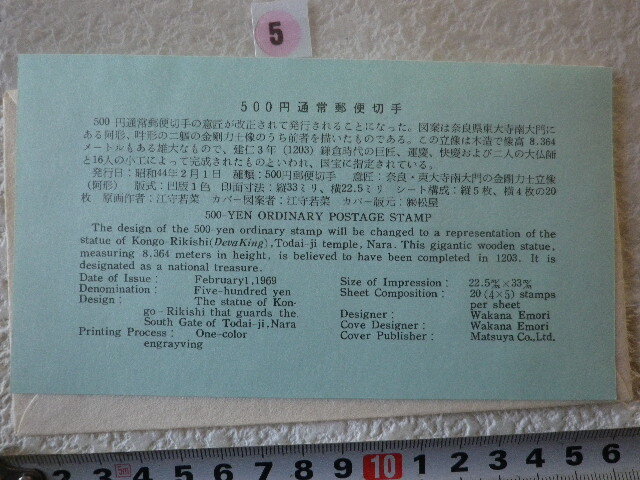 5
500円通常郵便切手
500 円通常郵便切手の意匠が改正されて発行されることになった。図案は奈良県東大寺南大門に
ある阿形、吽形の二軀の金剛力士像のうち前者を描いたものである。この立像は木造で像高 8.364
メートルもある雄大なもので、建仁3年 (1203) 鎌倉時代の巨匠、運慶、快慶および二人の大仏師
と16人の小工によって完成されたものといわれ、国宝に指定されている。
発行日：昭和44年2月1日 種類：500円郵便切手 意匠：奈良・東大寺南大門の金剛力士立像
(阿形) 版式：凹版1色 印面寸法：縦33ミリ、横22.5ミリ シート構成：縦5枚、横4枚の20
枚 原画作者：江守若菜 カバー図案者：江守若菜 カバー版元：㈱松屋
500-YEN ORDINARY POSTAGE STAMP
The design of the 500 yen ordinary stamp will be changed to a representation of the
statue of Kongo-Rikishi(Deva King), Todai-ji temple, Nara. This gigantic wooden statue,
measuring 8,364 meters in height, is believed to have been completed in 1203. It is
designated as a national treasure.
Date of Issue : February 1, 1969
Denomination : Five-hundred yen
Design : The statue of Kon-
go-Rikishi that guards the
South Gate of Todai-ji, Nara
Printing Process : One-color
engrayving
Size of Impression : 22.5㎜×33㎜
Sheet Composition : 20 (4×5) stamps
per sheet
Designer : Wakana Emori
Cove Designer : Wakana Emori
Cover Publisher : Matsuya Co., Ltd.
2 3 5m 4 5 6 7 8 9 10 1 2 3 4 5 6